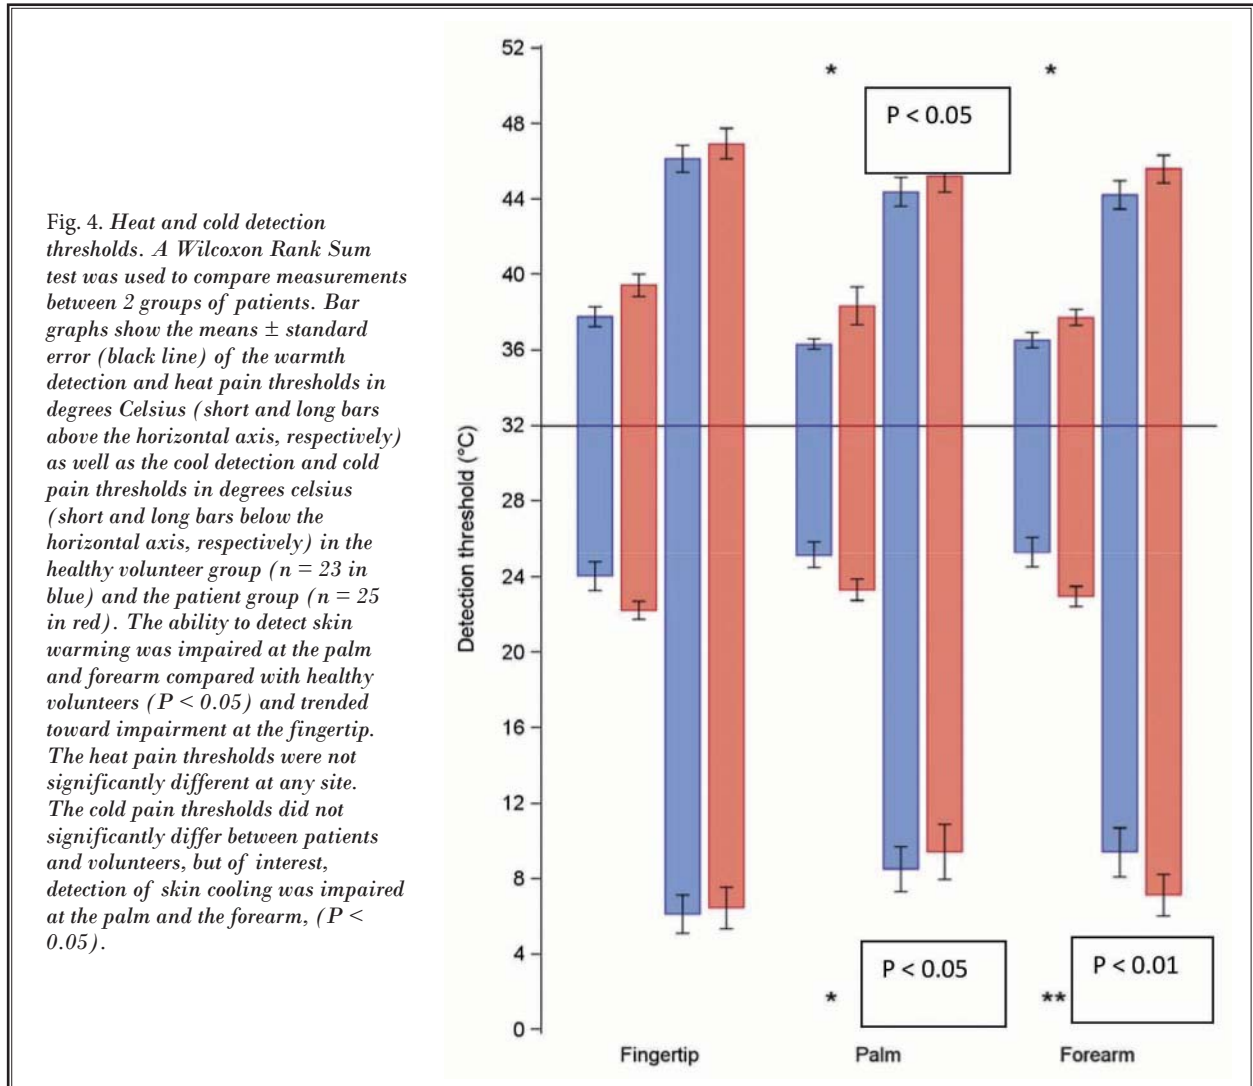 Fig. 4. Heat and cold detection
thresholds. A Wilcoxon Rank Sum
test was used to compare measurements
between 2 groups of patients. Bar
graphs show the means ± standard
error (black line) of the warmth
detection and heat pain thresholds in
degrees Celsius (short and long bars
above the horizontal axis, respectively)
as well as the cool detection and cold
pain thresholds in degrees celsius
(short and long bars below the
horizontal axis, respectively) in the
healthy volunteer group (n = 23 in
blue) and the patient group (n = 25
in red). The ability to detect skin
warming was impaired at the palm
and forearm compared with healthy
volunteers (P < 0.05) and trended
toward impairment at the fingertip.
The heat pain thresholds were not
significantly different at any site.
The cold pain thresholds did not
significantly differ between patients
and volunteers, but of interest,
detection of skin cooling was impaired
at the palm and the forearm, (P <
0.05).
Detection threshold (°C)
52
48
44
40
36
32
28
24
20
16
12
8
4
0
* *
P < 0.05
P < 0.05
P < 0.01
* **
Fingertip Palm Forearm